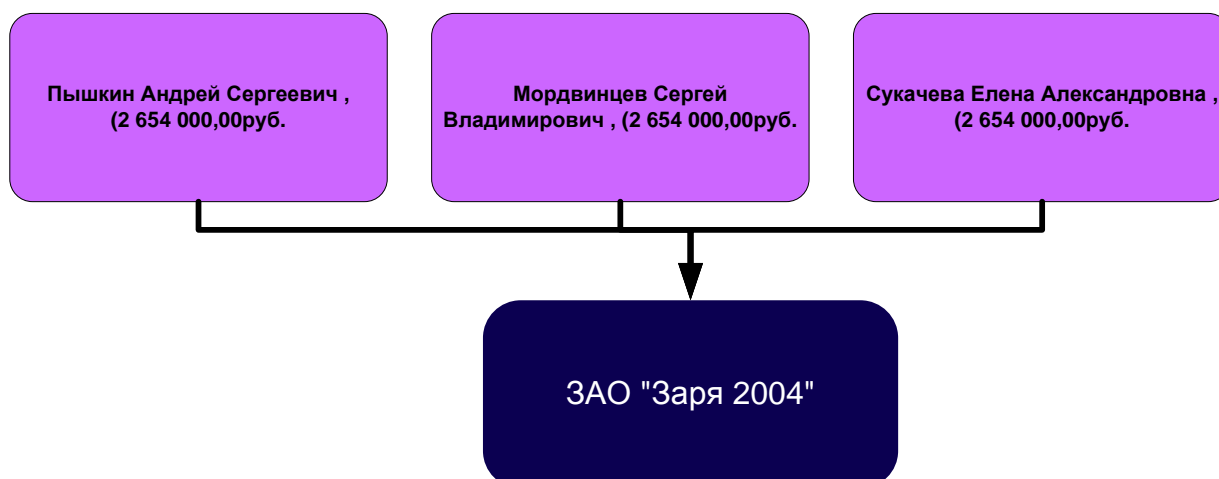 Пышкин Андрей Сергеевич ,
(2 654 000,00руб.
Мордвинцев Сергей
Владимирович , (2 654 000,00руб.
Сукачева Елена Александровна ,
(2 654 000,00руб.
ЗАО "Заря 2004"